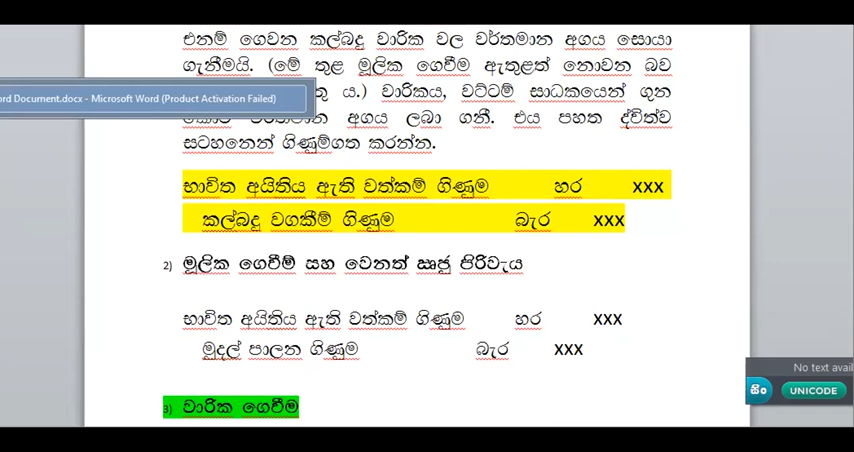 එනම් ගෙවන කල්බදු වාරික වල වර්තමාන අගය සොයා
ගැනීමයි. (මේ තුළ මූලික ගෙවීම ඇතුළත් නොවන බව
ord Document.docx - Microsoft Word (Product Activation Failed)
තු ය.) වාරිකය, වට්ටම් සාධකයෙන් ගුන
අගය ලබා ගනී. එය පහත ද්විත්ව
සටහනෙන් ගිණුම්ගත කරන්න.
භාවිත අයිතිය ඇති වත්කම් ගිණුම හර xxx
කල්බදු වගකීම් ගිණුම බැර xxx
2) මූලික ගෙවීම් සහ වෙනත් ඍජු පිරිවැය
භාවිත අයිතිය ඇති වත්කම් ගිණුම හර xxx
මුදල් පාලන ගිණුම බැර xxx
No text avail
සිං UNICODE
3) වාරික ගෙවීම